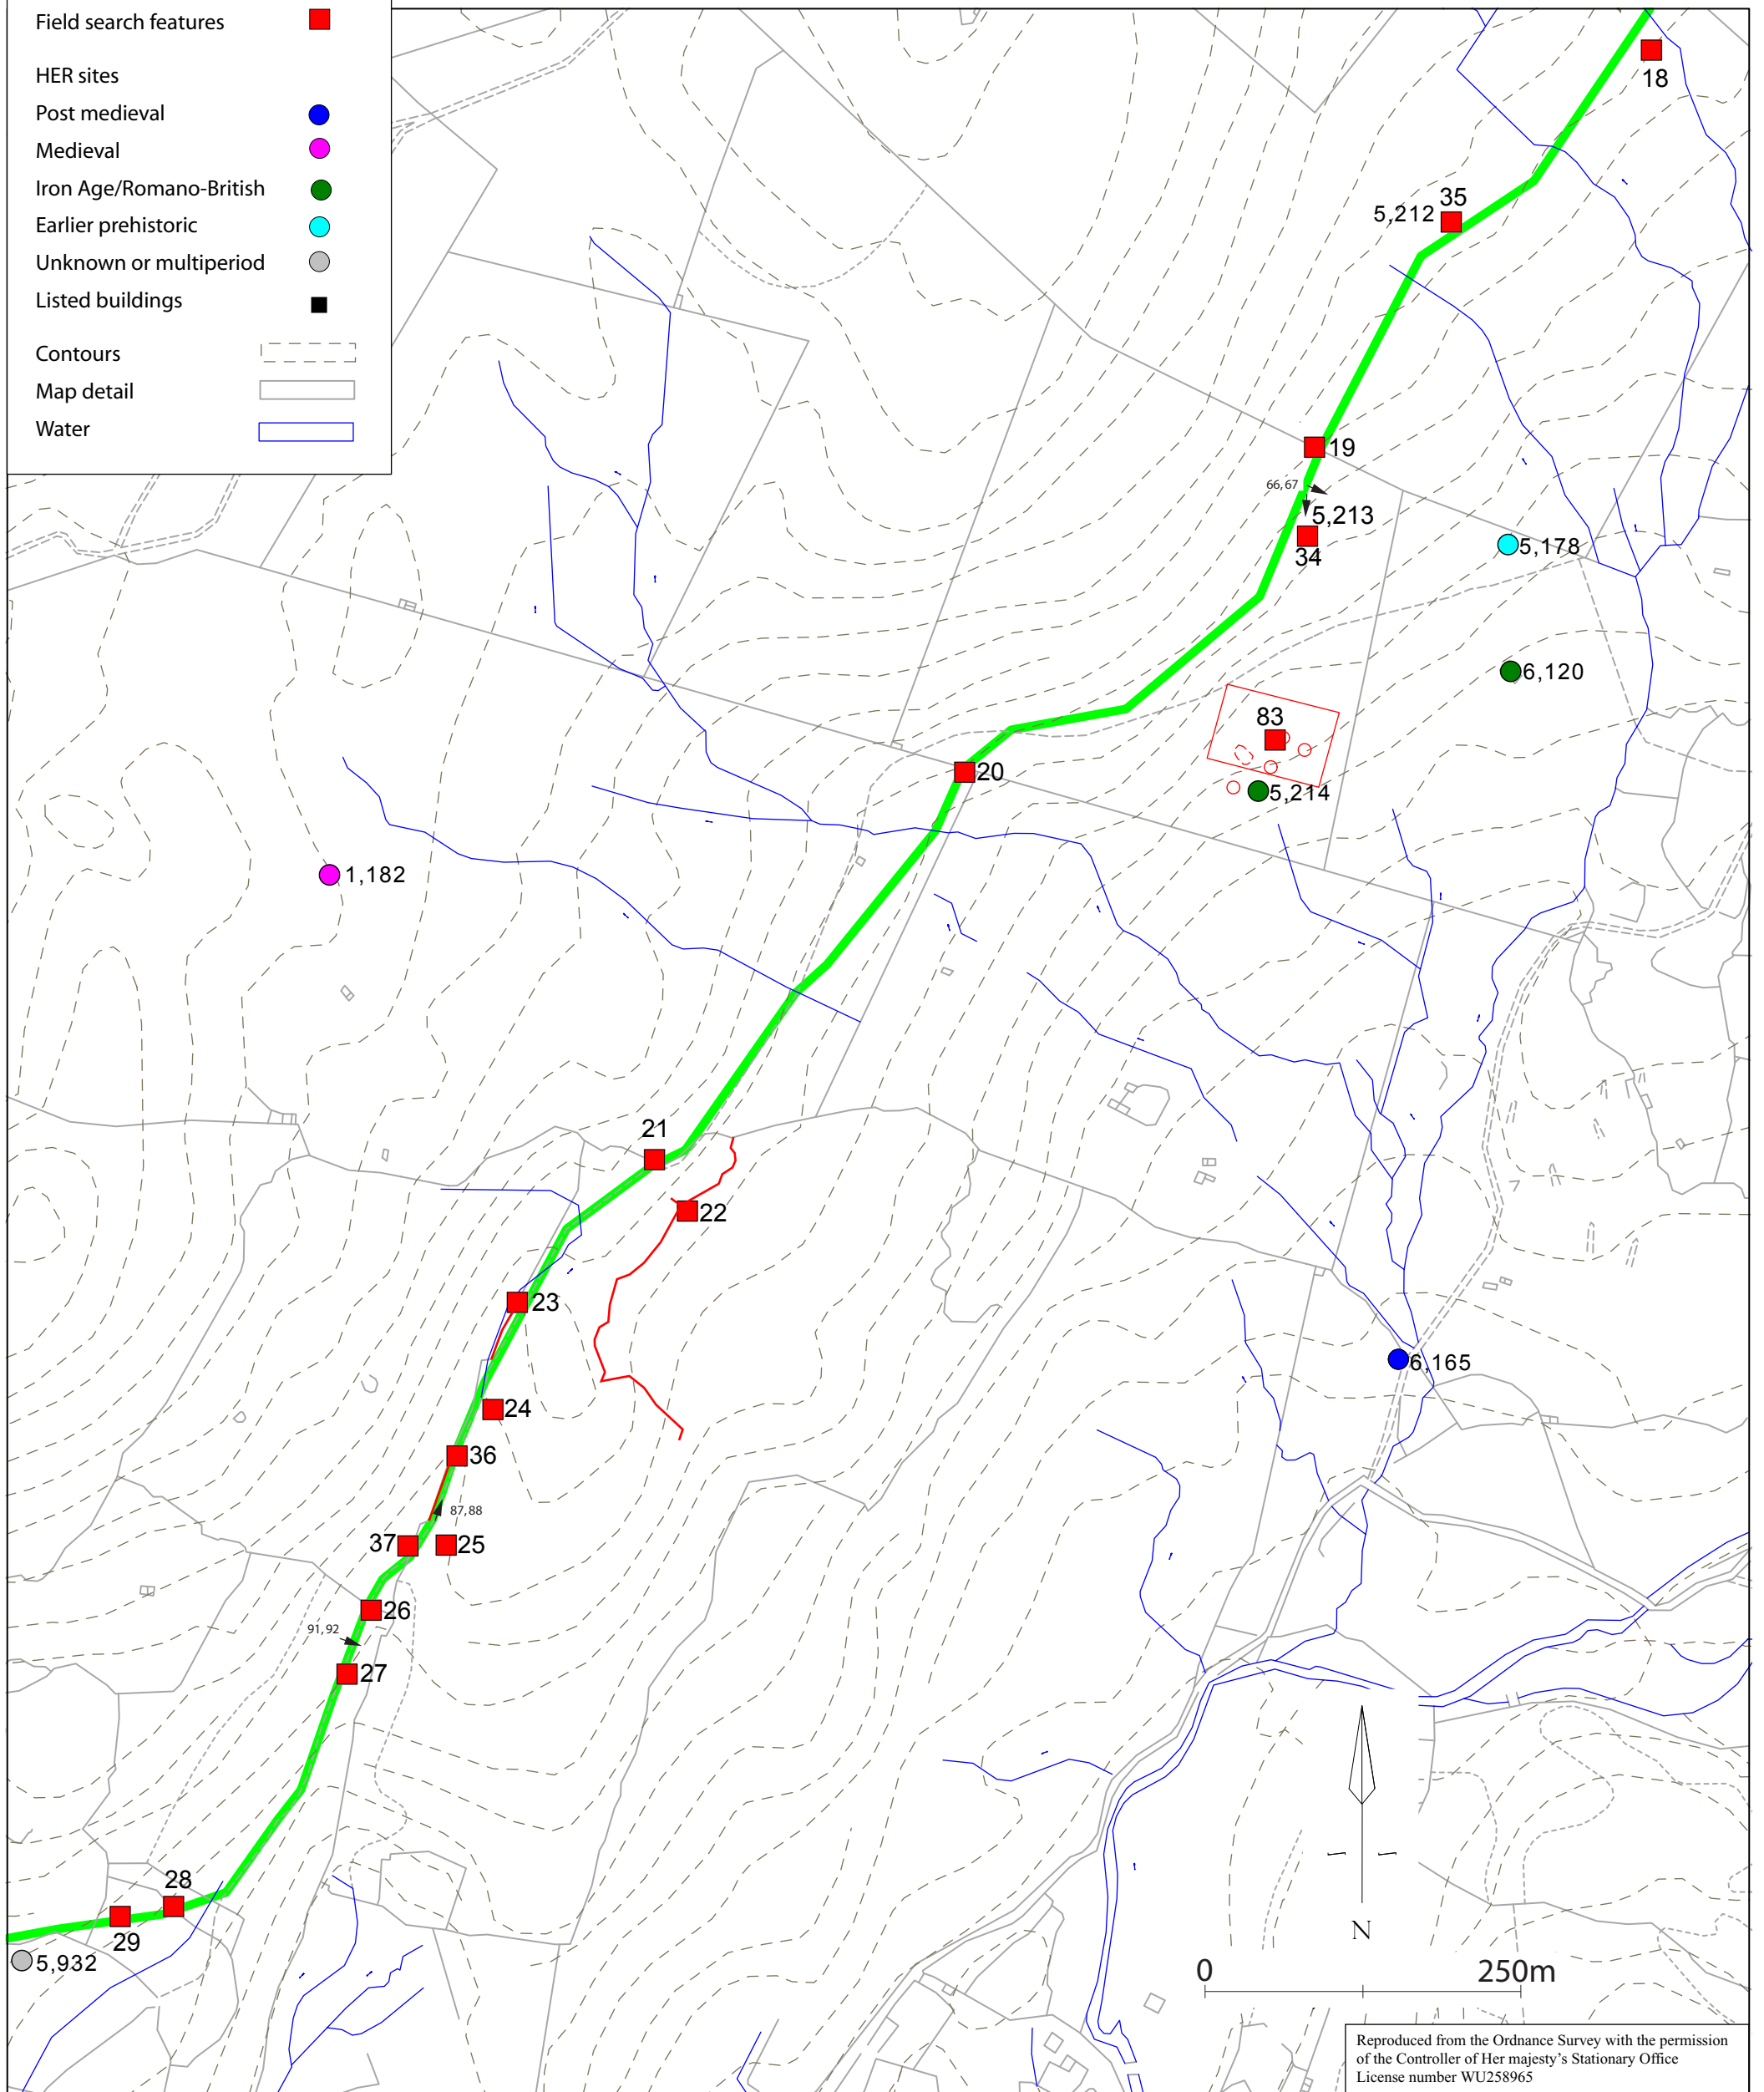 Field search features
HER sites
Post medieval
Medieval
Iron Age/Romano-British
Earlier prehistoric
Unknown or multiperiod
Listed buildings
Contours
Map detail
Water
18
35
5,212
19
66,67
5,213
34
5,178
6,120
83
20
5,214
1,182
21
22
23
6,165
24
36
87,88
37
25
26
91,92
27
28
29
5,932
N
0 250m
Reproduced from the Ordnance Survey with the permission
of the Controller of Her majesty's Stationary Office
License number WU258965